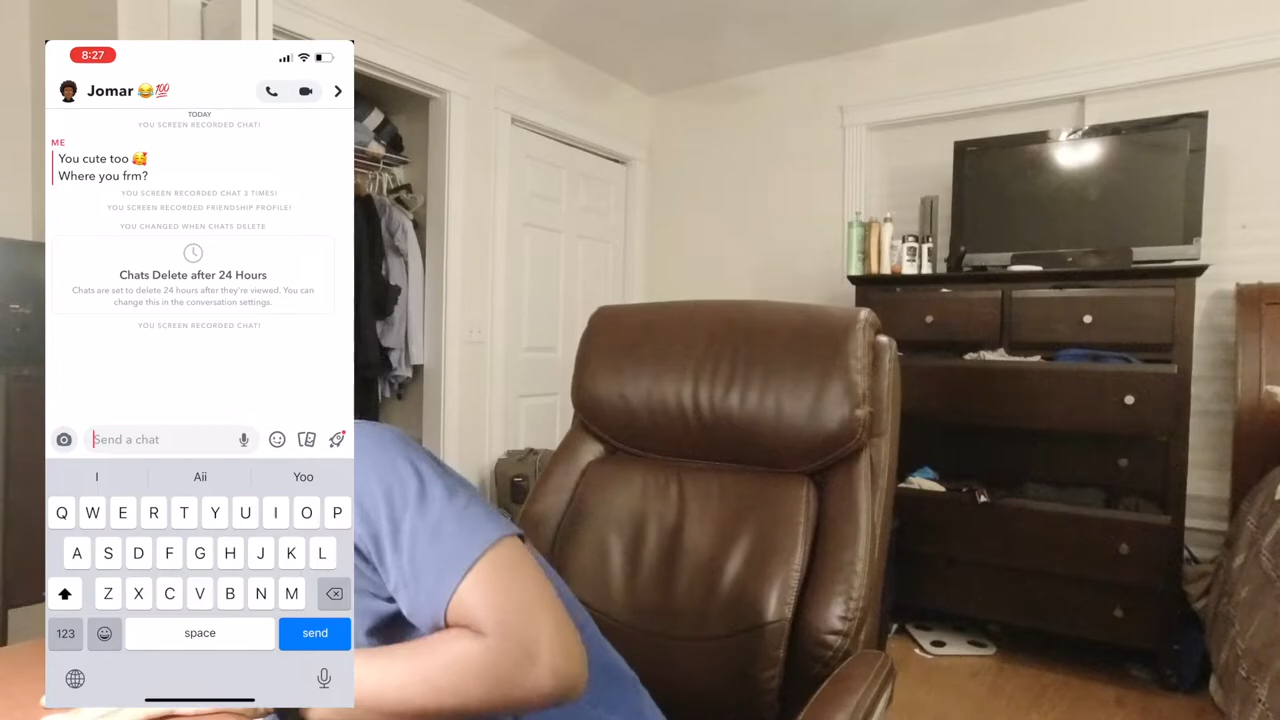 8:27
Jomar 😂💯
TODAY
YOU SCREEN RECORDED CHAT!
ME
You cute too 🥰
Where you frm?
YOU SCREEN RECORDED CHAT 3 TIMES!
YOU SCREEN RECORDED FRIENDSHIP PROFILE!
YOU CHANGED WHEN CHATS DELETE
Chats Delete after 24 Hours
Chats are set to delete 24 hours after they're viewed. You can
change this in the conversation settings.
YOU SCREEN RECORDED CHAT!
Send a chat
I Aii Yoo
Q W E R T Y U I O P
A S D F G H J K L
Z X C V B N M
123 space send